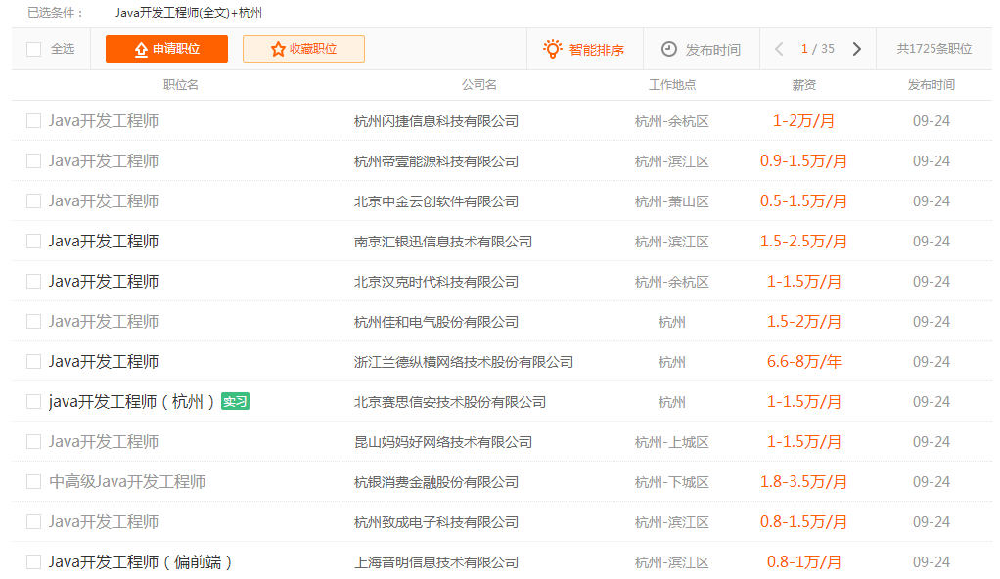 已选条件： Java开发工程师(全文)+杭州
全选 申请职位 收藏职位 智能排序 发布时间 1 / 35 共1725条职位
职位名 公司名 工作地点 薪资 发布时间
Java开发工程师 杭州闪捷信息科技有限公司 杭州-余杭区 1-2万/月 09-24
Java开发工程师 杭州帝壹能源科技有限公司 杭州-滨江区 0.9-1.5万/月 09-24
Java开发工程师 北京中金云创软件有限公司 杭州-萧山区 0.5-1.5万/月 09-24
Java开发工程师 南京汇银迅信息技术有限公司 杭州-滨江区 1.5-2.5万/月 09-24
Java开发工程师 北京汉克时代科技有限公司 杭州-余杭区 1-1.5万/月 09-24
Java开发工程师 杭州佳和电气股份有限公司 杭州 1.5-2万/月 09-24
Java开发工程师 浙江兰德纵横网络技术股份有限公司 杭州 6.6-8万/年 09-24
java开发工程师（杭州） 实习 北京赛思信安技术股份有限公司 杭州 1-1.5万/月 09-24
Java开发工程师 昆山妈妈好网络技术有限公司 杭州-上城区 1-1.5万/月 09-24
中高级Java开发工程师 杭银消费金融股份有限公司 杭州-下城区 1.8-3.5万/月 09-24
Java开发工程师 杭州致成电子科技有限公司 杭州-滨江区 0.8-1.5万/月 09-24
Java开发工程师（偏前端） 上海音明信息技术有限公司 杭州-滨江区 0.8-1万/月 09-24